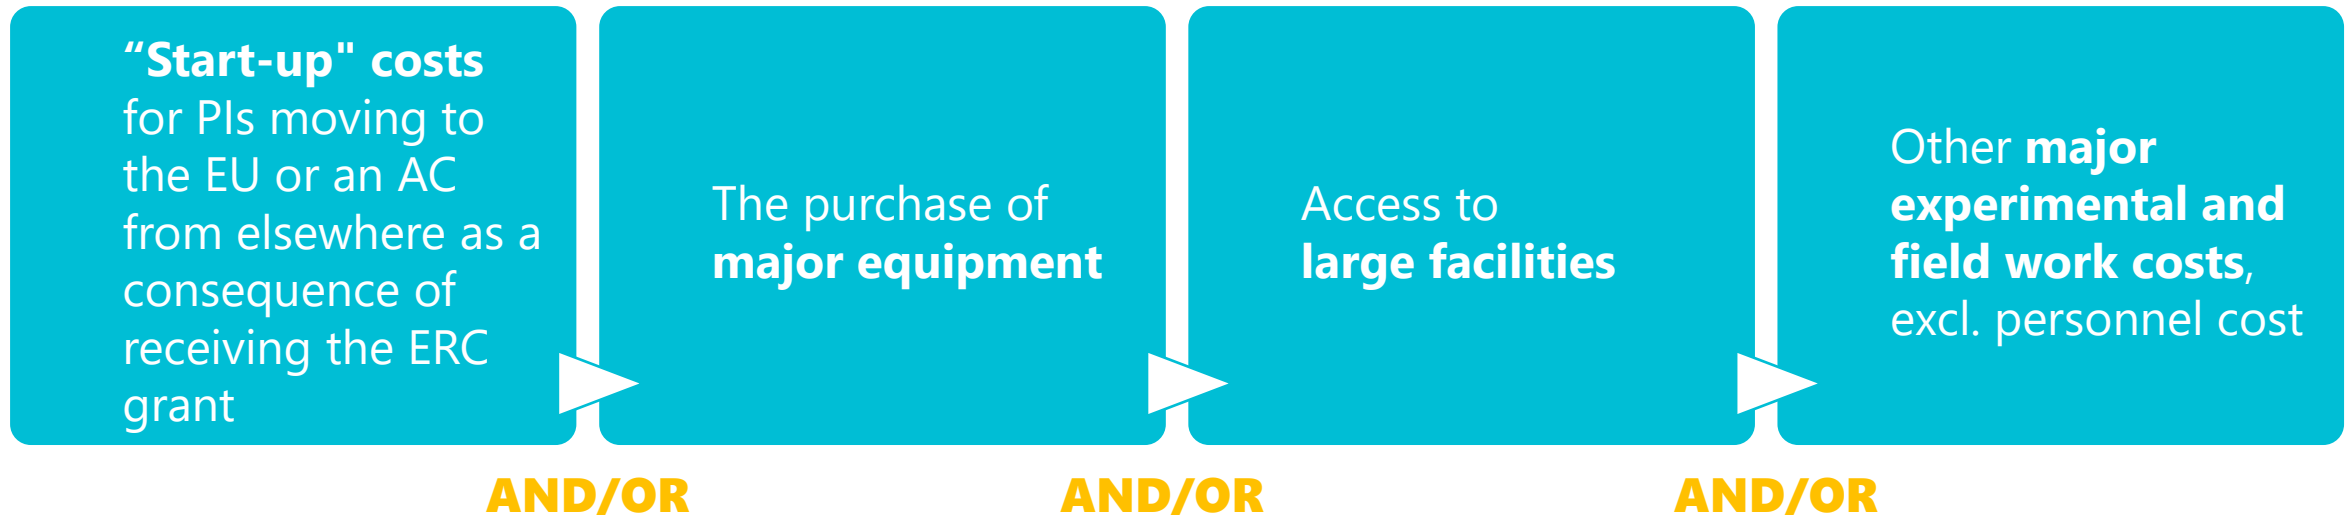 “Start-up" costs
for PIs moving to
the EU or an AC
from elsewhere as a
consequence of
receiving the ERC
grant
The purchase of
major equipment
Access to
large facilities
Other major
experimental and
field work costs,
excl. personnel cost
AND/OR
AND/OR
AND/OR